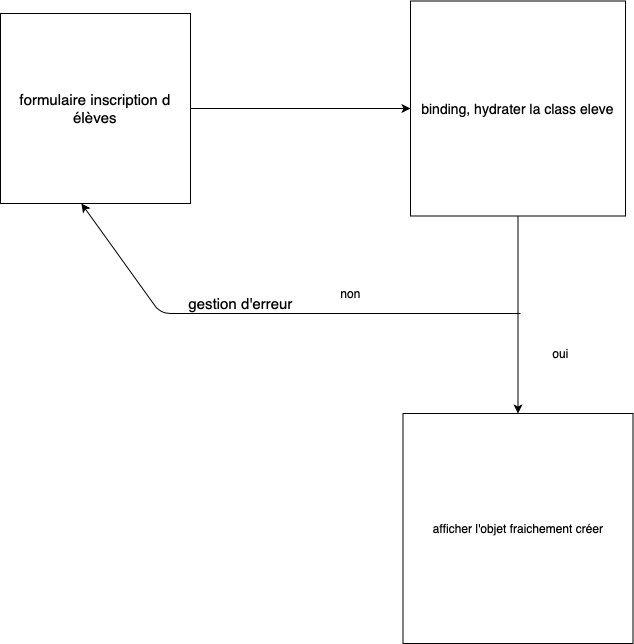 formulaire inscription d
élèves
binding, hydrater la class eleve
non
gestion d'erreur
oui
afficher l'objet fraichement créer